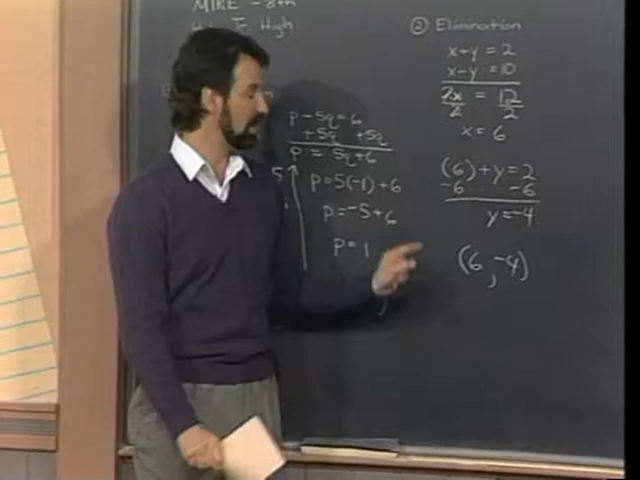 MIKE - 8th
To High
p - 5q = 6
+5q +5q
p = 5q+6
p = 5(-1) + 6
p = -5 + 6
p = 1
② Elimination
x+y = 2
x-y = 10
2x = 12
2 2
x = 6
(6) + y = 2
-6 -6
y = -4
(6, -4)